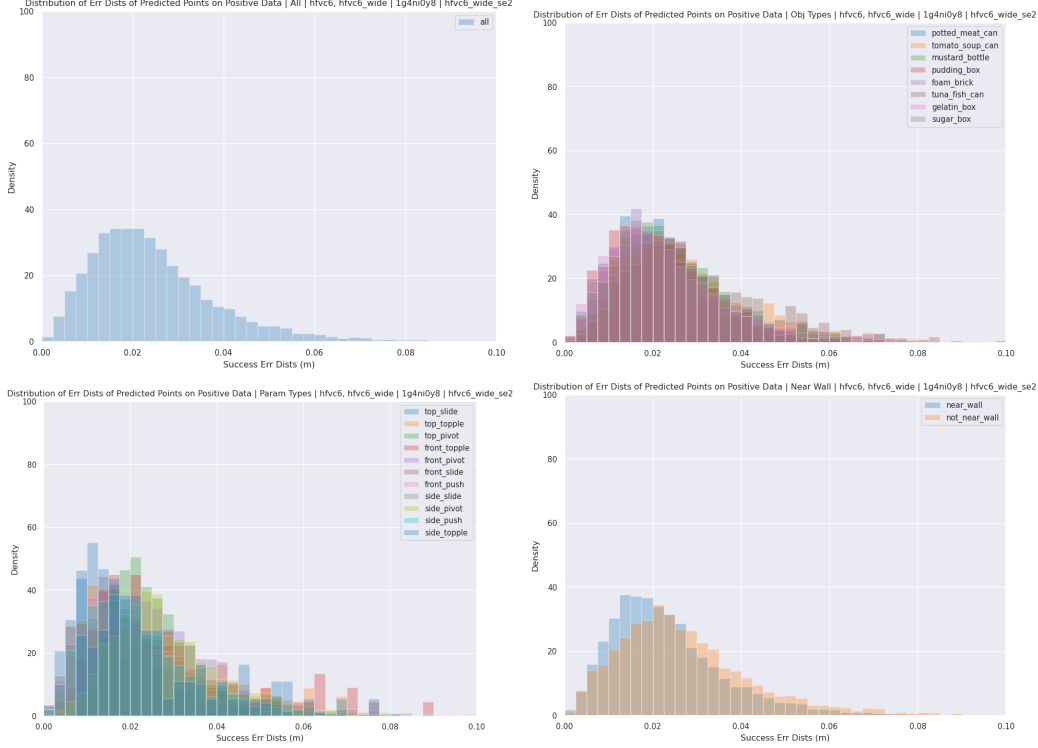 Distribution of Err Dists of Predicted Points on Positive Data | All | hfvc6, hfvc6_wide | 1g4ni0y8 | hfvc6_wide_se2
all
100
80
60
40
20
0
Density
0.00 0.02 0.04 0.06 0.08 0.10
Success Err Dists (m)
Distribution of Err Dists of Predicted Points on Positive Data | Obj Types | hfvc6, hfvc6_wide | 1g4ni0y8 | hfvc6_wide_se2
potted_meat_can
tomato_soup_can
mustard_bottle
pudding_box
foam_brick
tuna_fish_can
gelatin_box
sugar_box
100
80
60
40
20
0
Density
0.00 0.02 0.04 0.06 0.08 0.10
Success Err Dists (m)
Distribution of Err Dists of Predicted Points on Positive Data | Param Types | hfvc6, hfvc6_wide | 1g4ni0y8 | hfvc6_wide_se2
top_slide
top_topple
top_pivot
front_topple
front_pivot
front_slide
front_push
side_slide
side_pivot
side_push
side_topple
100
80
60
40
20
0
Density
0.00 0.02 0.04 0.06 0.08 0.10
Success Err Dists (m)
Distribution of Err Dists of Predicted Points on Positive Data | Near Wall | hfvc6, hfvc6_wide | 1g4ni0y8 | hfvc6_wide_se2
near_wall
not_near_wall
100
80
60
40
20
0
Density
0.00 0.02 0.04 0.06 0.08 0.10
Success Err Dists (m)